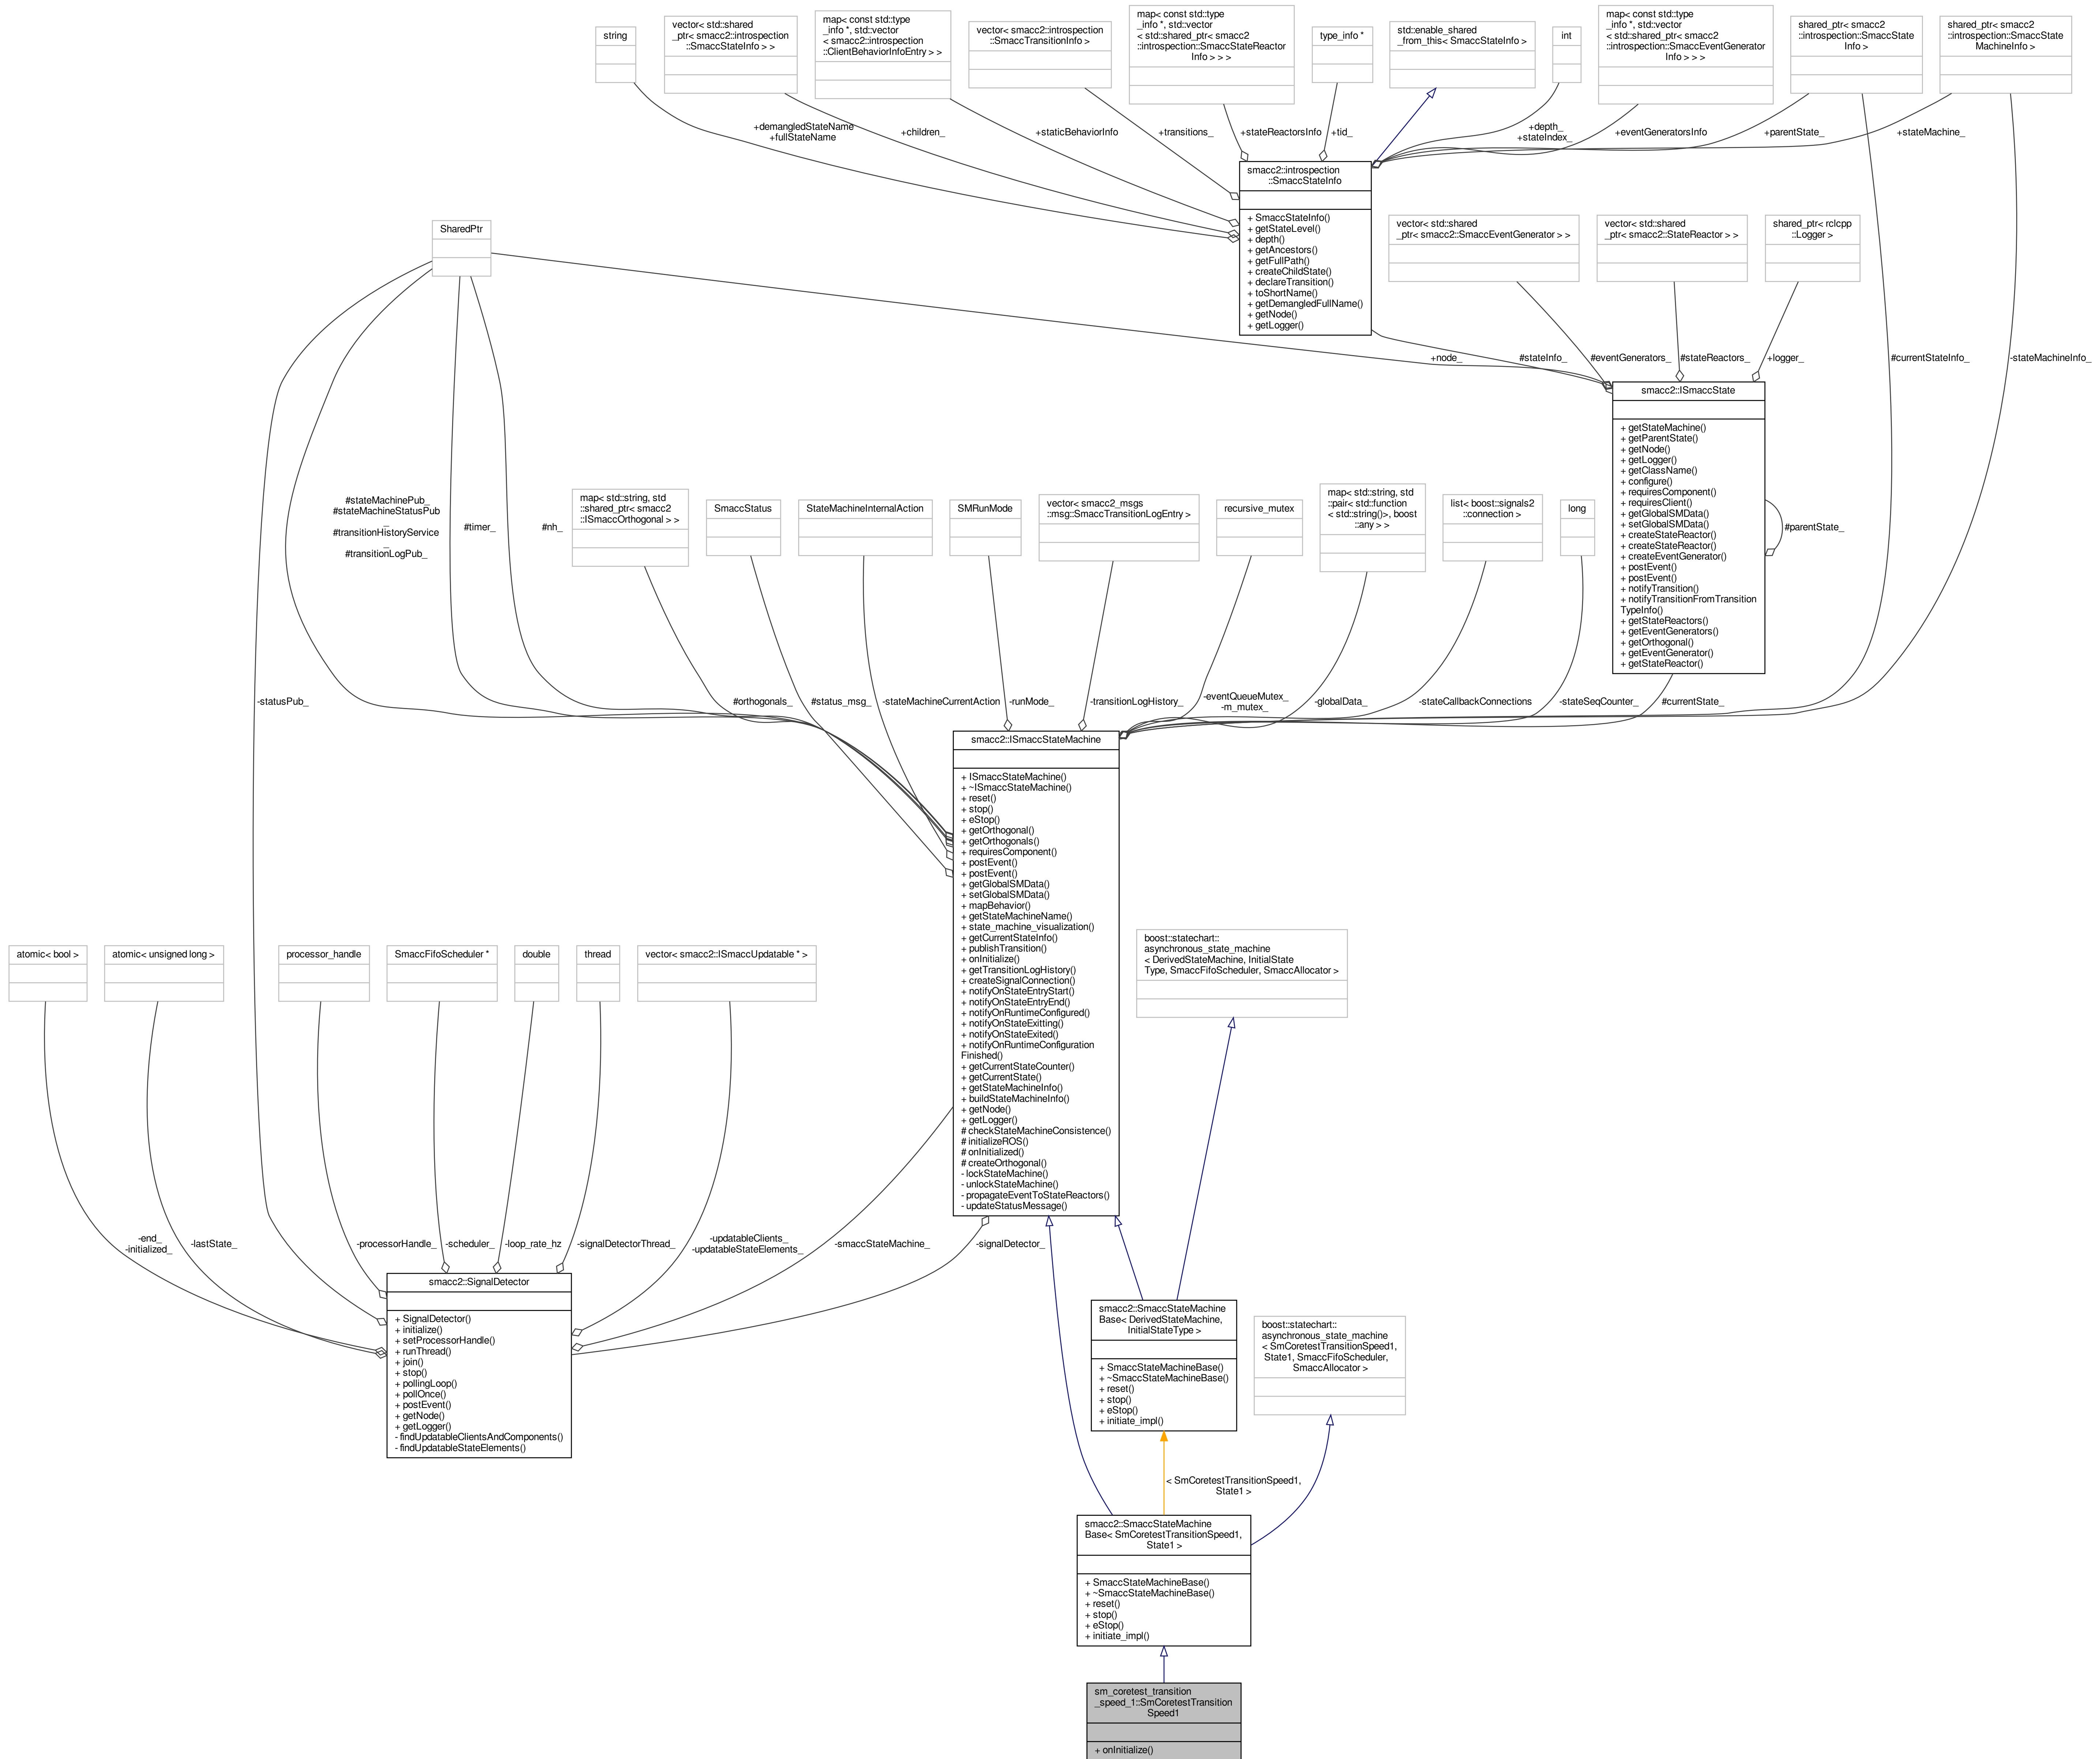 string
vector< std::shared
_ptr< smacc2::introspection
::SmaccStateInfo > >
map< const std::type
_info *, std::vector
< smacc2::introspection
::ClientBehaviorInfoEntry > >
vector< smacc2::introspection
::SmaccTransitionInfo >
map< const std::type
_info *, std::vector
< std::shared_ptr< smacc2
::introspection::SmaccStateReactor
Info > > >
type_info *
std::enable_shared
_from_this< SmaccStateInfo >
int
map< const std::type
_info *, std::vector
< std::shared_ptr< smacc2
::introspection::SmaccEventGenerator
Info > > >
shared_ptr< smacc2
::introspection::SmaccState
Info >
shared_ptr< smacc2
::introspection::SmaccState
MachineInfo >
+demangledStateName
+fullStateName
+children_
+staticBehaviorInfo
+transitions_
+stateReactorsInfo
+tid_
+depth_
+stateIndex_
+eventGeneratorsInfo
+parentState_
+stateMachine_
smacc2::introspection
::SmaccStateInfo
+ SmaccStateInfo()
+ getStateLevel()
+ depth()
+ getAncestors()
+ getFullPath()
+ createChildState()
+ declareTransition()
+ toShortName()
+ getDemangledFullName()
+ getNode()
+ getLogger()
SharedPtr
vector< std::shared
_ptr< smacc2::SmaccEventGenerator > >
vector< std::shared
_ptr< smacc2::StateReactor > >
shared_ptr< rclcpp
::Logger >
+node_
#stateInfo_
#eventGenerators_
#stateReactors_
+logger_
#currentStateInfo_
-stateMachineInfo_
smacc2::ISmaccState
+ getStateMachine()
+ getParentState()
+ getNode()
+ getLogger()
+ getClassName()
+ configure()
+ requiresComponent()
+ requiresClient()
+ getGlobalSMData()
+ setGlobalSMData()
+ createStateReactor()
+ createStateReactor()
+ createEventGenerator()
+ postEvent()
+ postEvent()
+ notifyTransition()
+ notifyTransitionFromTransition
TypeInfo()
+ getStateReactors()
+ getEventGenerators()
+ getOrthogonal()
+ getEventGenerator()
+ getStateReactor()
#parentState_
#stateMachinePub_
#stateMachineStatusPub
_
#transitionHistoryService
_
#transitionLogPub_
#timer_
#nh_
map< std::string, std
::shared_ptr< smacc2
::ISmaccOrthogonal > >
SmaccStatus
StateMachineInternalAction
SMRunMode
vector< smacc2_msgs
::msg::SmaccTransitionLogEntry >
recursive_mutex
map< std::string, std
::pair< std::function
< std::string()>, boost
::any > >
list< boost::signals2
::connection >
long
-statusPub_
#orthogonals_
#status_msg_
-stateMachineCurrentAction
-runMode_
-transitionLogHistory_
-eventQueueMutex_
-m_mutex_
-globalData_
-stateCallbackConnections
-stateSeqCounter_
#currentState_
smacc2::ISmaccStateMachine
+ ISmaccStateMachine()
+ ~ISmaccStateMachine()
+ reset()
+ stop()
+ eStop()
+ getOrthogonal()
+ getOrthogonals()
+ requiresComponent()
+ postEvent()
+ postEvent()
+ getGlobalSMData()
+ setGlobalSMData()
+ mapBehavior()
+ getStateMachineName()
+ state_machine_visualization()
+ getCurrentStateInfo()
+ publishTransition()
+ onInitialize()
+ getTransitionLogHistory()
+ createSignalConnection()
+ notifyOnStateEntryStart()
+ notifyOnStateEntryEnd()
+ notifyOnRuntimeConfigured()
+ notifyOnStateExitting()
+ notifyOnStateExited()
+ notifyOnRuntimeConfiguration
Finished()
+ getCurrentStateCounter()
+ getCurrentState()
+ getStateMachineInfo()
+ buildStateMachineInfo()
+ getNode()
+ getLogger()
# checkStateMachineConsistence()
# initializeROS()
# onInitialized()
# createOrthogonal()
- lockStateMachine()
- unlockStateMachine()
- propagateEventToStateReactors()
- updateStatusMessage()
atomic< bool >
atomic< unsigned long >
processor_handle
SmaccFifoScheduler *
double
thread
vector< smacc2::ISmaccUpdatable * >
boost::statechart::
asynchronous_state_machine
< DerivedStateMachine, InitialState
Type, SmaccFifoScheduler, SmaccAllocator >
-end_
-initialized_
-lastState_
-processorHandle_
-scheduler_
-loop_rate_hz
-signalDetectorThread_
-updatableClients_
-updatableStateElements_
-smaccStateMachine_
-signalDetector_
smacc2::SignalDetector
+ SignalDetector()
+ initialize()
+ setProcessorHandle()
+ runThread()
+ join()
+ stop()
+ pollingLoop()
+ pollOnce()
+ postEvent()
+ getNode()
+ getLogger()
- findUpdatableClientsAndComponents()
- findUpdatableStateElements()
smacc2::SmaccStateMachine
Base< DerivedStateMachine,
InitialStateType >
+ SmaccStateMachineBase()
+ ~SmaccStateMachineBase()
+ reset()
+ stop()
+ eStop()
+ initiate_impl()
boost::statechart::
asynchronous_state_machine
< SmCoretestTransitionSpeed1,
State1, SmaccFifoScheduler,
SmaccAllocator >
< SmCoretestTransitionSpeed1,
State1 >
smacc2::SmaccStateMachine
Base< SmCoretestTransitionSpeed1,
State1 >
+ SmaccStateMachineBase()
+ ~SmaccStateMachineBase()
+ reset()
+ stop()
+ eStop()
+ initiate_impl()
sm_coretest_transition
_speed_1::SmCoretestTransition
Speed1
+ onInitialize()